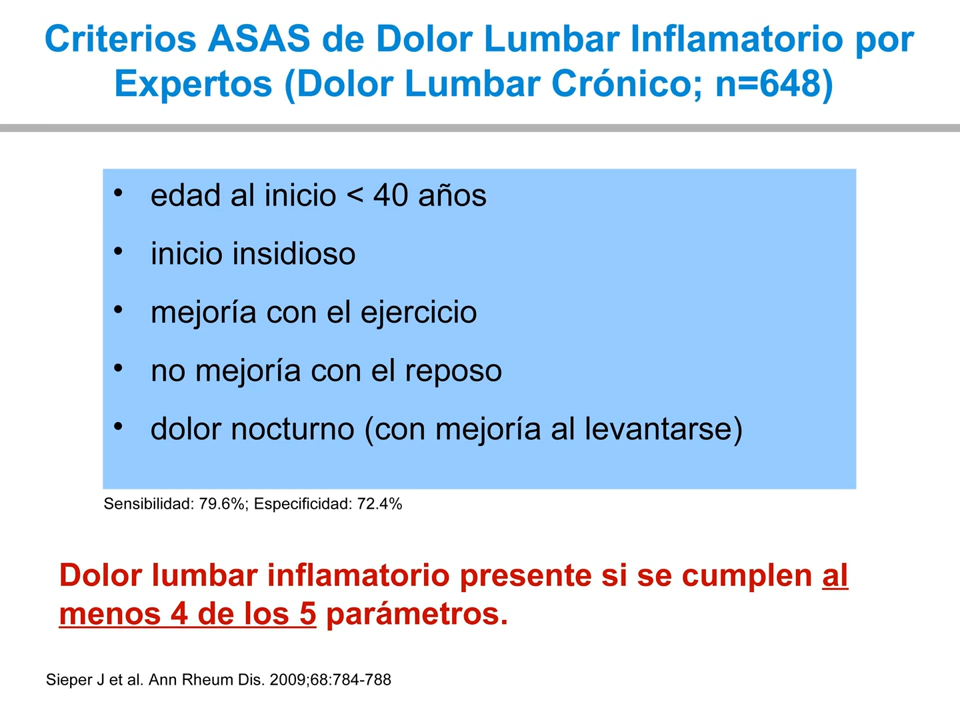 Criterios ASAS de Dolor Lumbar Inflamatorio por
Expertos (Dolor Lumbar Crónico; n=648)
• edad al inicio < 40 años
• inicio insidioso
• mejoría con el ejercicio
• no mejoría con el reposo
• dolor nocturno (con mejoría al levantarse)
Sensibilidad: 79.6%; Especificidad: 72.4%
Dolor lumbar inflamatorio presente si se cumplen al
menos 4 de los 5 parámetros.
Sieper J et al. Ann Rheum Dis. 2009;68:784-788